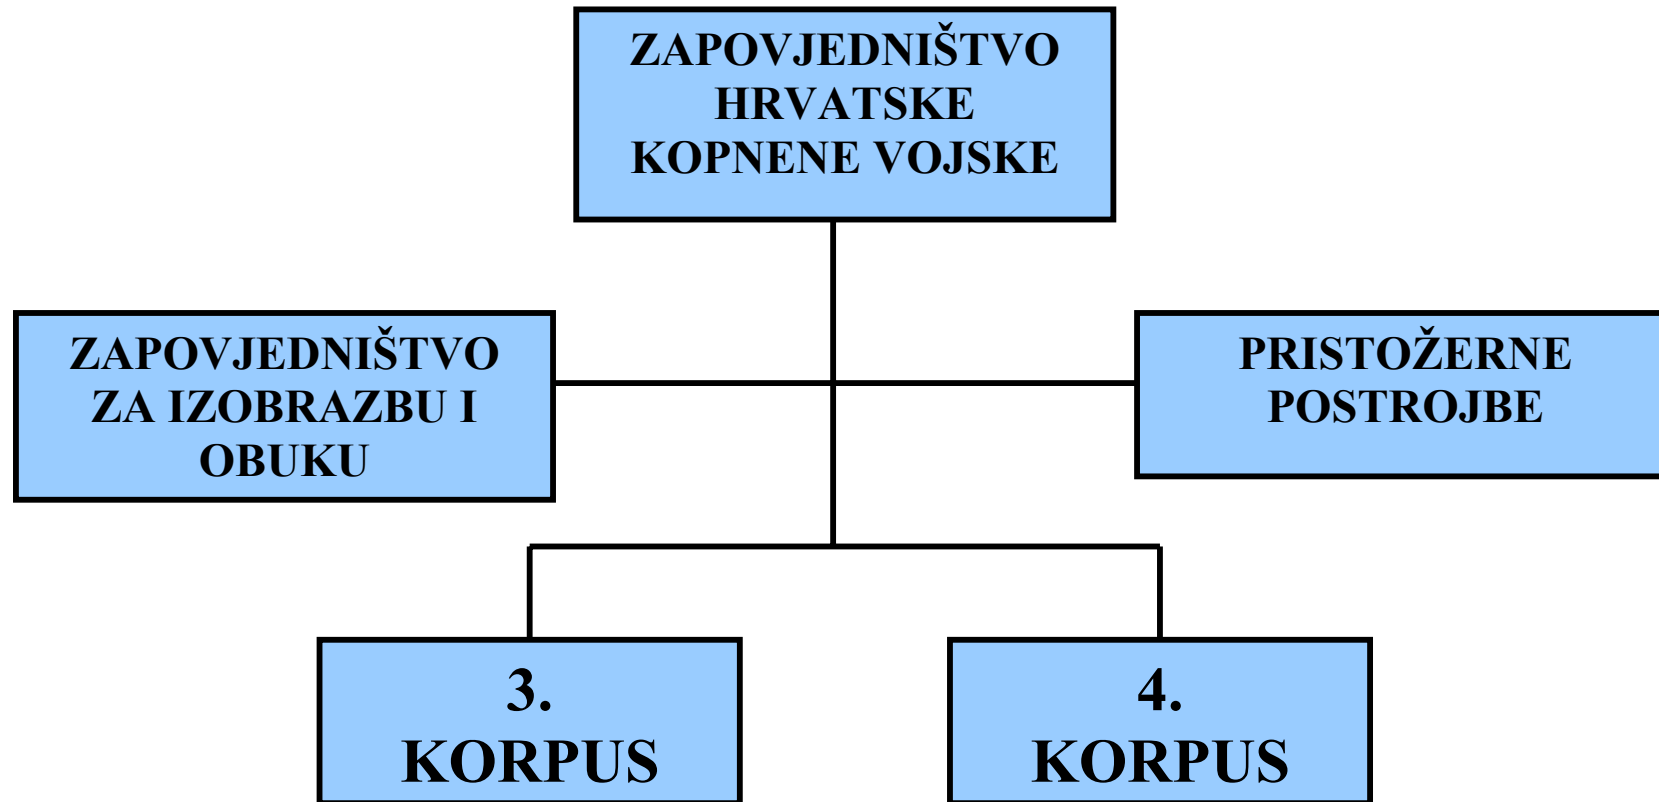 ZAPOVJEDNIŠTVO
HRVATSKE
KOPNENE VOJSKE
ZAPOVJEDNIŠTVO
ZA IZOBRAZBU I
OBUKU
PRISTOŽERNE
POSTROJBE
3.
KORPUS
4.
KORPUS